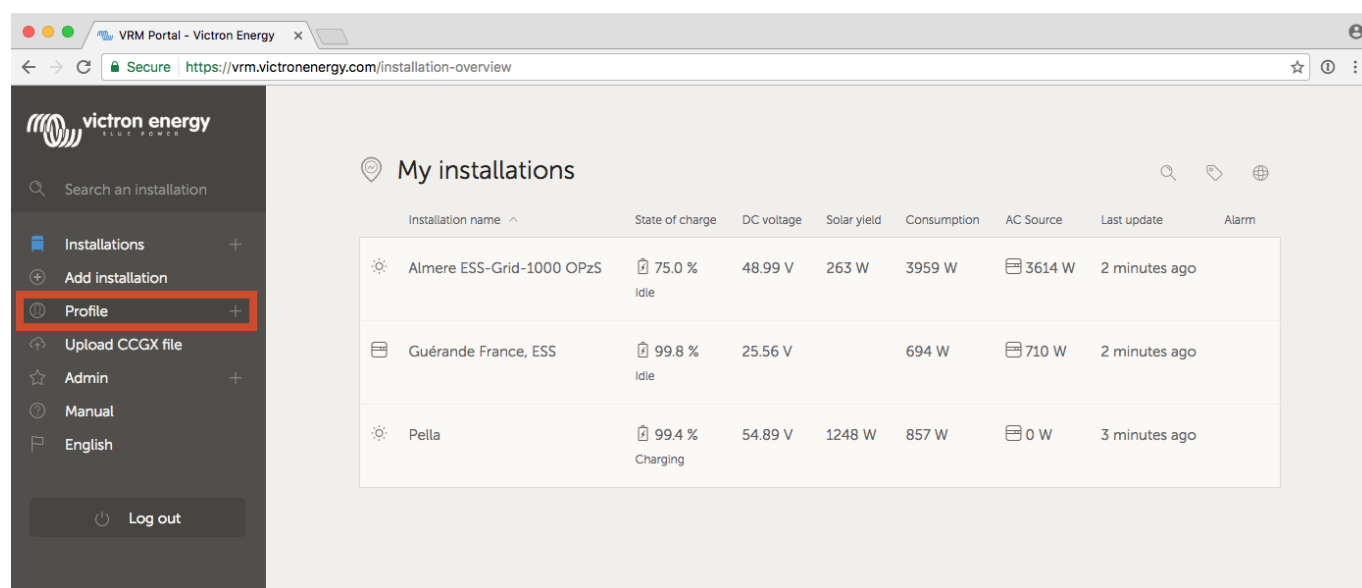 VRM Portal - Victron Energy
Secure https://vrm.victronenergy.com/installation-overview
victron energy
BLUE POWER
Search an installation
Installations
Add installation
Profile
Upload CCGX file
Admin
Manual
English
Log out
My installations
Installation name State of charge DC voltage Solar yield Consumption AC Source Last update Alarm
Almere ESS-Grid-1000 OPzS 75.0 % 48.99 V 263 W 3959 W 3614 W 2 minutes ago
Idle
Guérande France, ESS 99.8 % 25.56 V 694 W 710 W 2 minutes ago
Idle
Pella 99.4 % 54.89 V 1248 W 857 W 0 W 3 minutes ago
Charging